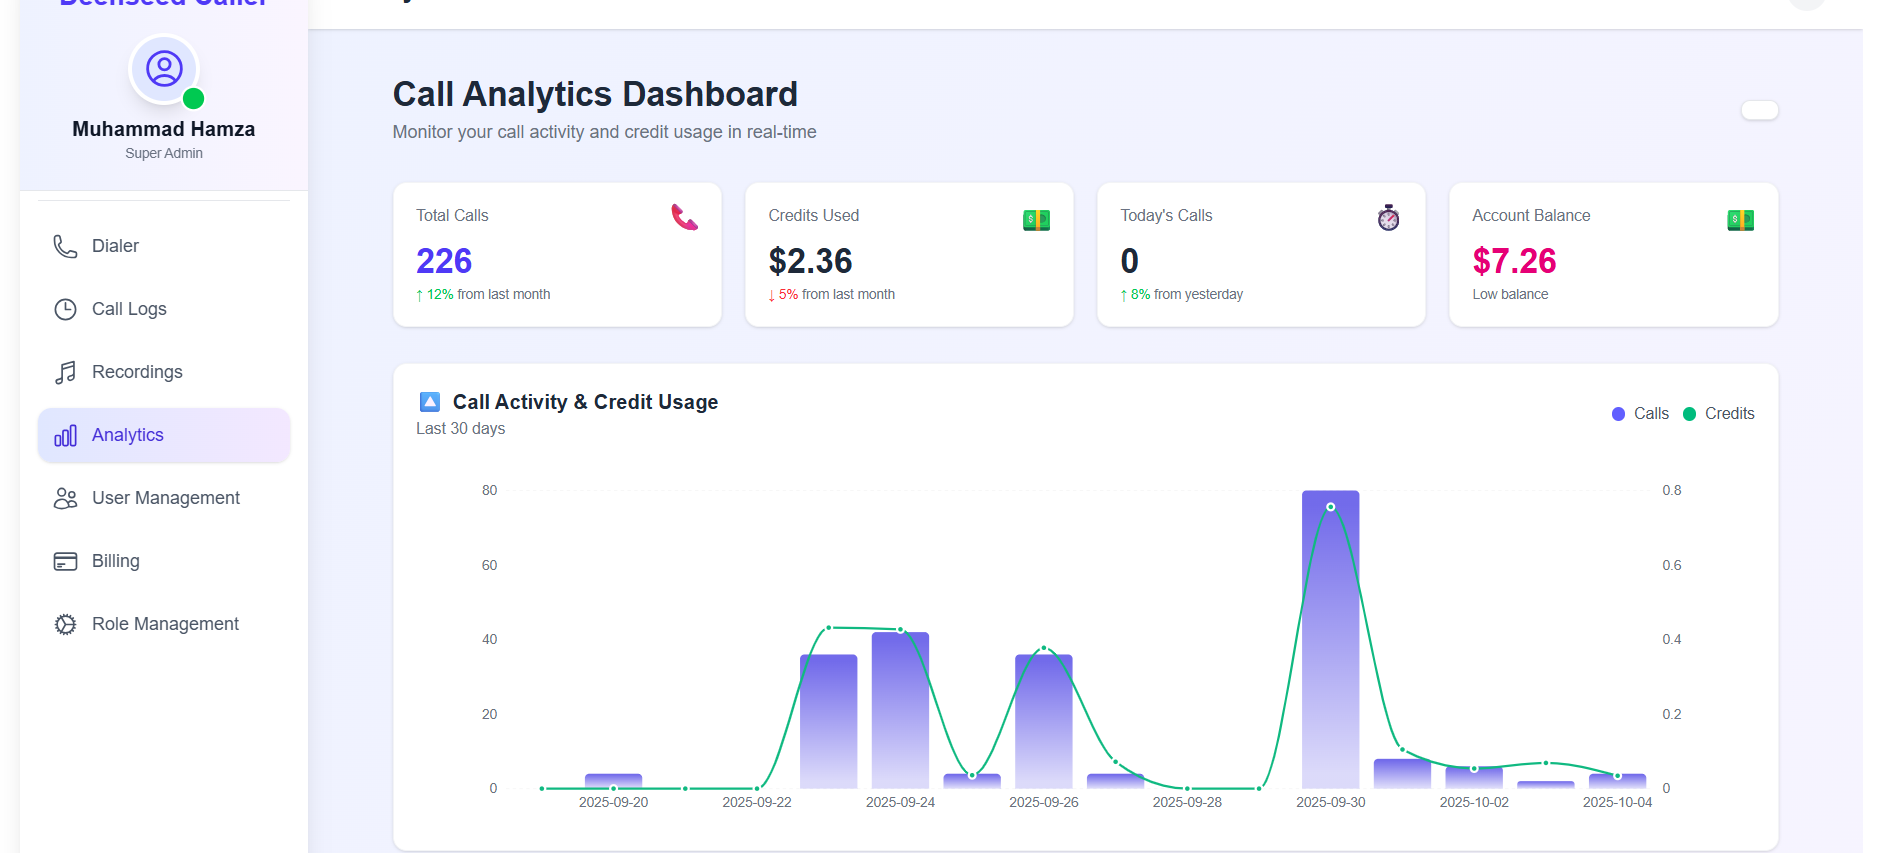 Deenseed Caller
Muhammad Hamza
Super Admin
Dialer
Call Logs
Recordings
Analytics
User Management
Billing
Role Management
Call Analytics Dashboard
Monitor your call activity and credit usage in real-time
Total Calls
226
↑ 12% from last month
Credits Used
$2.36
↓ 5% from last month
Today's Calls
0
↑ 8% from yesterday
Account Balance
$7.26
Low balance
Call Activity & Credit Usage
Last 30 days
Calls Credits
80
60
40
20
0
0.8
0.6
0.4
0.2
0
2025-09-20 2025-09-22 2025-09-24 2025-09-26 2025-09-28 2025-09-30 2025-10-02 2025-10-04